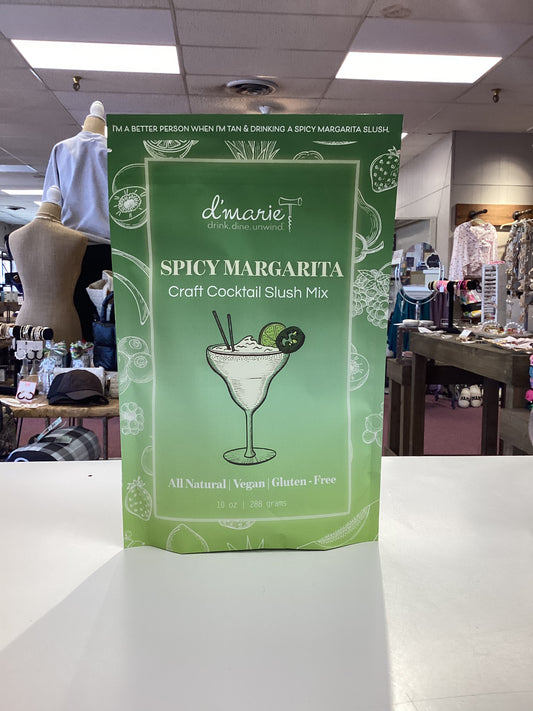 I'M A BETTER PERSON WHEN I'M TAN & DRINKING A SPICY MARGARITA SLUSH.
d'marie
drink. dine. unwind.
SPICY MARGARITA
Craft Cocktail Slush Mix
All Natural | Vegan | Gluten - Free
10 oz | 288 grams